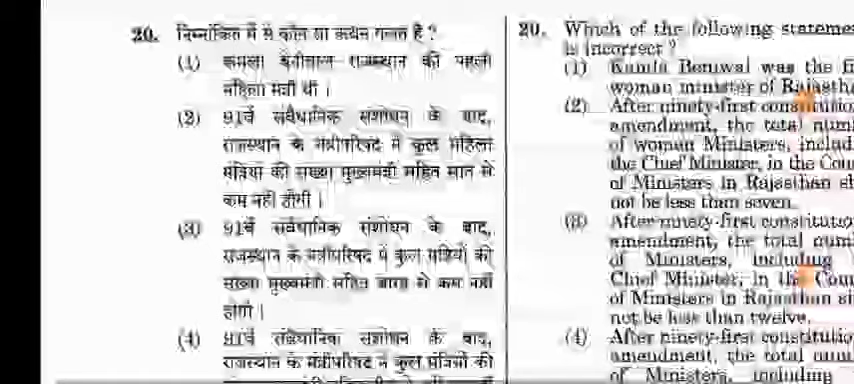 20. निम्नांकित में से कौन सा कथन गलत है ?
(1) कमला बेनीवाल राजस्थान की पहली
महिला मंत्री थी ।
(2) 91वें संवैधानिक संशोधन के बाद,
राजस्थान के मंत्रीपरिषद में कुल महिला
मंत्रियों की संख्या मुख्यमंत्री सहित सात से
कम नहीं होगी ।
(3) 91वें संवैधानिक संशोधन के बाद,
राजस्थान के मंत्रीपरिषद में कुल मंत्रियों की
संख्या मुख्यमंत्री सहित बारह से कम नहीं
होगी ।
(4) 91वें संवैधानिक संशोधन के बाद,
राजस्थान के मंत्रीपरिषद में कुल मंत्रियों की
20. Which of the following stateme
is incorrect ?
(1) Kamla Beniwal was the fi
woman minister of Rajasth
(2) After ninety-first constitutio
amendment, the total num
of woman Ministers, includ
the Chief Minister, in the Cou
of Ministers in Rajasthan sh
not be less than seven.
(3) After ninety-first constitutio
amendment, the total num
of Ministers, including
Chief Minister, in the Coun
of Ministers in Rajasthan sh
not be less than twelve.
(4) After ninety-first constitutio
amendment, the total num
of Ministers, including